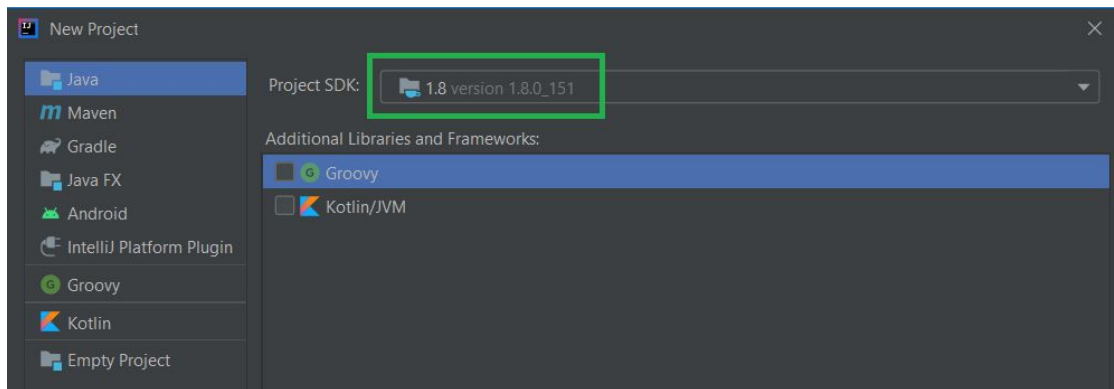 New Project
Java
Maven
Gradle
Java FX
Android
IntelliJ Platform Plugin
Groovy
Kotlin
Empty Project
Project SDK: 1.8 version 1.8.0_151
Additional Libraries and Frameworks:
Groovy
Kotlin/JVM